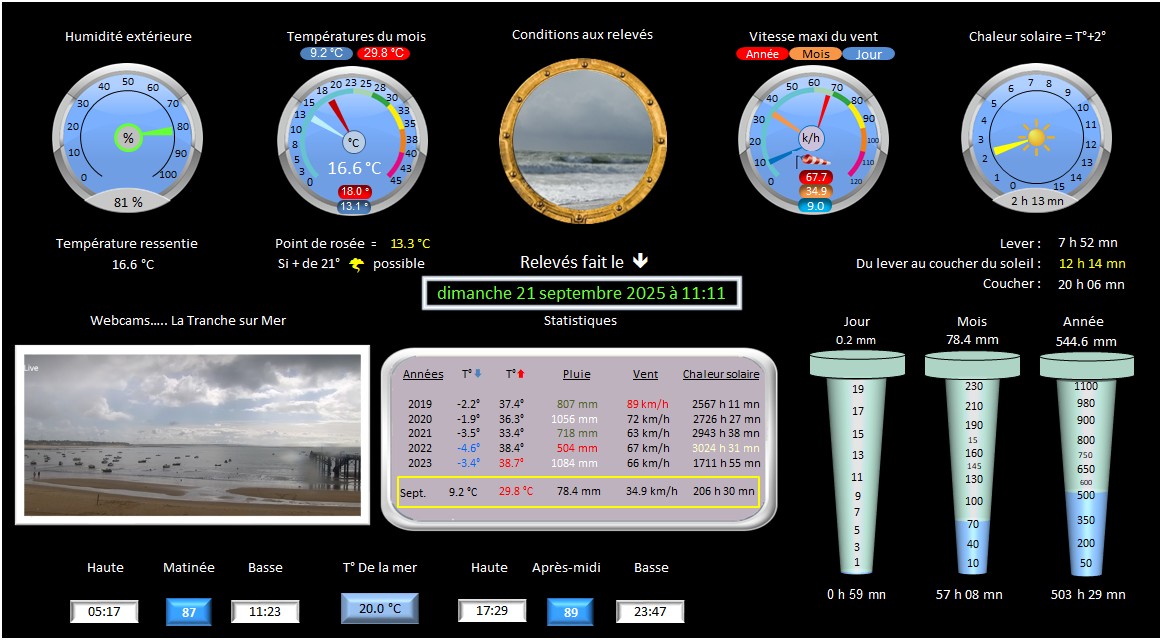 Humidité extérieure
Températures du mois
9.2 °C 29.8 °C
Conditions aux relevés
Vitesse maxi du vent
Année Mois Jour
Chaleur solaire = T°+2°
0 10 20 30 40 50 60 70 80 90 100
%
81 %
0 3 5 8 10 13 15 18 20 23 25 28 30 33 35 38 40 43 45
°C
16.6 °C
18.0 °
13.1 °
0 10 20 30 40 50 60 70 80 90 100 110 120
k/h
67.7
34.9
9.0
0 1 2 3 4 5 6 7 8 9 10 11 12 13 14 15
2 h 13 mn
Température ressentie
16.6 °C
Point de rosée = 13.3 °C
Si + de 21° possible
Relevés fait le
dimanche 21 septembre 2025 à 11:11
Lever : 7 h 52 mn
Du lever au coucher du soleil : 12 h 14 mn
Coucher : 20 h 06 mn
Webcams..... La Tranche sur Mer
Live
Statistiques
Années T° T° Pluie Vent Chaleur solaire
2019 -2.2° 37.4° 807 mm 89 km/h 2567 h 11 mn
2020 -1.9° 36.3° 1056 mm 72 km/h 2726 h 27 mn
2021 -3.5° 33.4° 718 mm 63 km/h 2943 h 38 mn
2022 -4.6° 38.4° 504 mm 67 km/h 3024 h 31 mn
2023 -3.4° 38.7° 1084 mm 66 km/h 1711 h 55 mn
Sept. 9.2 °C 29.8 °C 78.4 mm 34.9 km/h 206 h 30 mn
Jour
0.2 mm
19
17
15
13
11
9
7
5
3
1
0 h 59 mn
Mois
78.4 mm
230
210
190
15
160
145
130
100
70
40
10
57 h 08 mn
Année
544.6 mm
1100
980
900
800
750
650
600
500
350
200
50
503 h 29 mn
Haute Matinée Basse T° De la mer Haute Après-midi Basse
05:17 87 11:23 20.0 °C 17:29 89 23:47